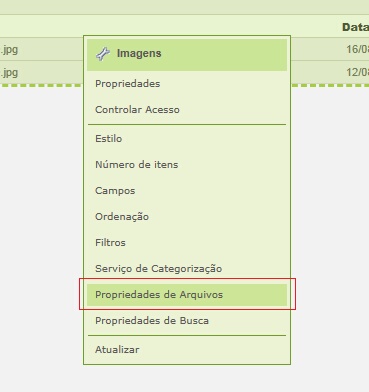 Data
.jpg
16/08
.jpg
12/08
Imagens
Propriedades
Controlar Acesso
Estilo
Número de itens
Campos
Ordenação
Filtros
Serviço de Categorização
Propriedades de Arquivos
Propriedades de Busca
Atualizar